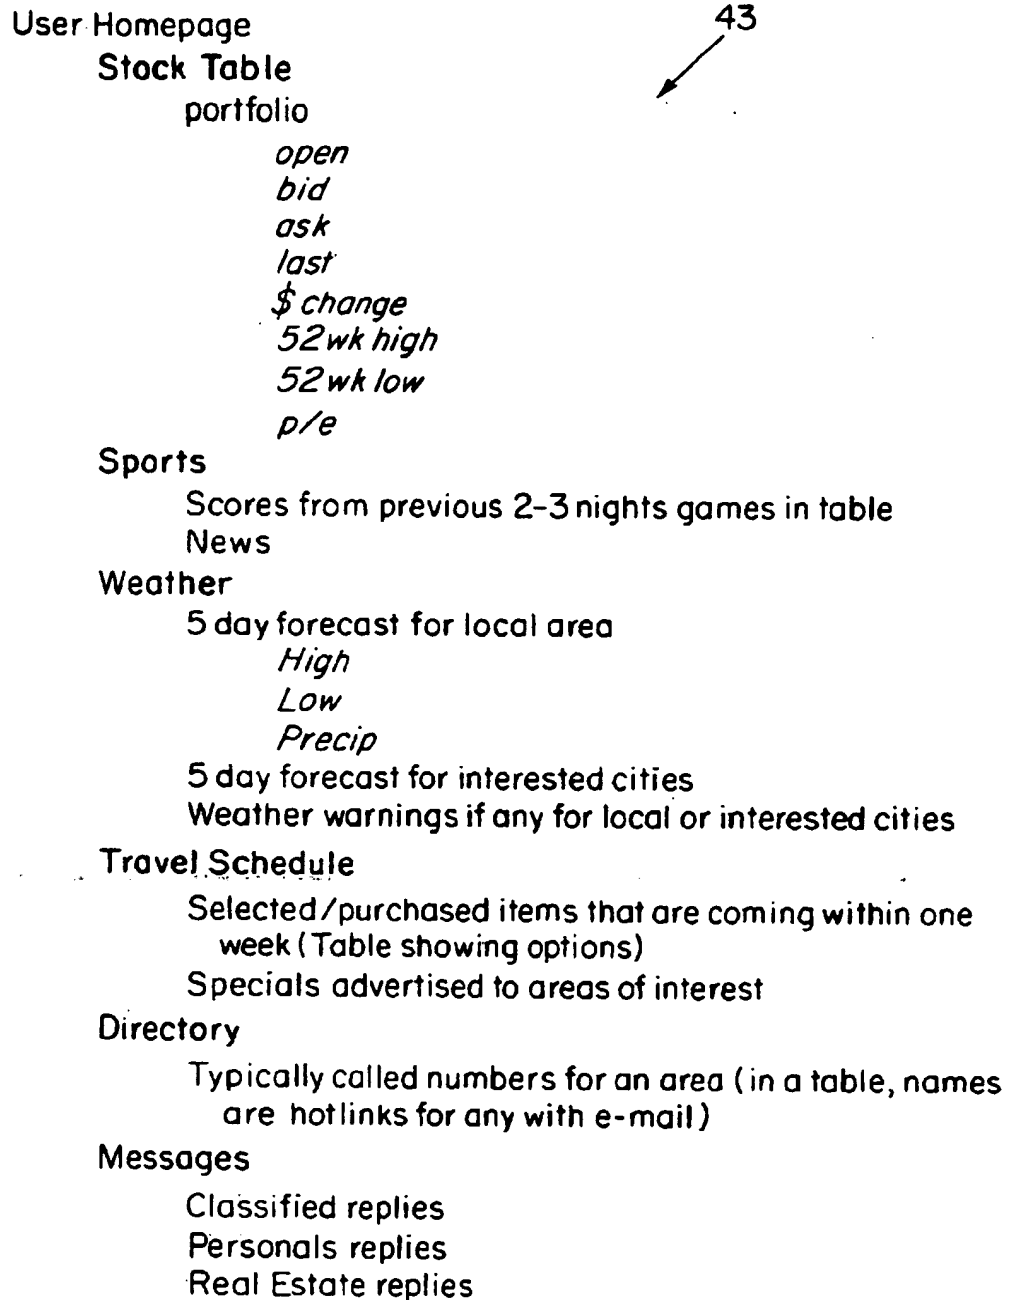 User Homepage
43
Stock Table
portfolio
open
bid
ask
last
$ change
52 wk high
52 wk low
p/e
Sports
Scores from previous 2-3 nights games in table
News
Weather
5 day forecast for local area
High
Low
Precip
5 day forecast for interested cities
Weather warnings if any for local or interested cities
Travel Schedule
Selected/purchased items that are coming within one
week (Table showing options)
Specials advertised to areas of interest
Directory
Typically called numbers for an area (in a table, names
are hotlinks for any with e-mail)
Messages
Classified replies
Personals replies
Real Estate replies